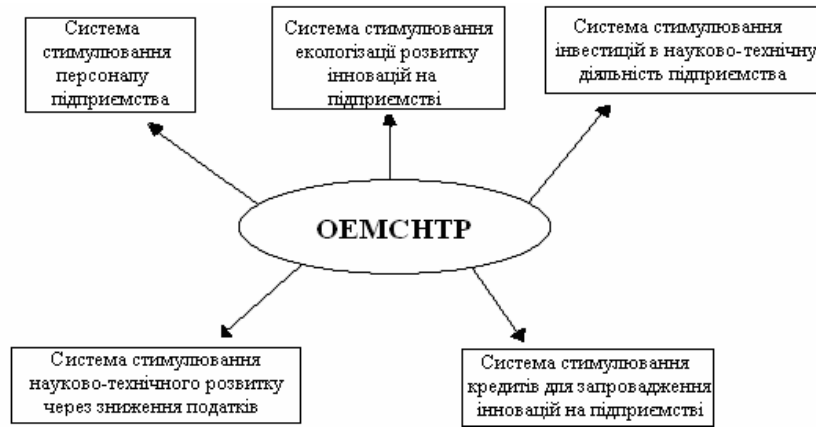 Система
стимулювання
персоналу
підприємства
Система стимулювання
екологізації розвитку
інновацій на
підприємстві
Система стимулювання
інвестицій в науково-технічну
діяльність підприємства
ОЕМСНТР
Система стимулювання
науково-технічного розвитку
через зниження податків
Система стимулювання
кредитів для запровадження
інновацій на підприємстві